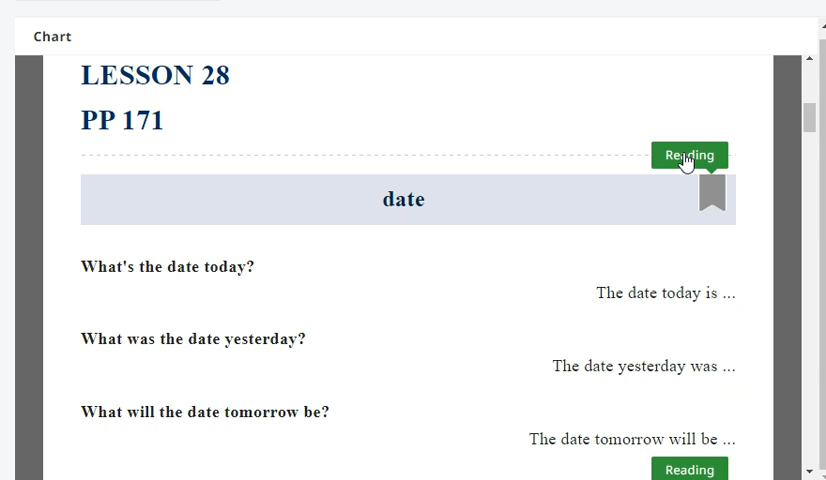 Chart
LESSON 28
PP 171
Reading
date
What's the date today?
The date today is ...
What was the date yesterday?
The date yesterday was ...
What will the date tomorrow be?
The date tomorrow will be ...
Reading